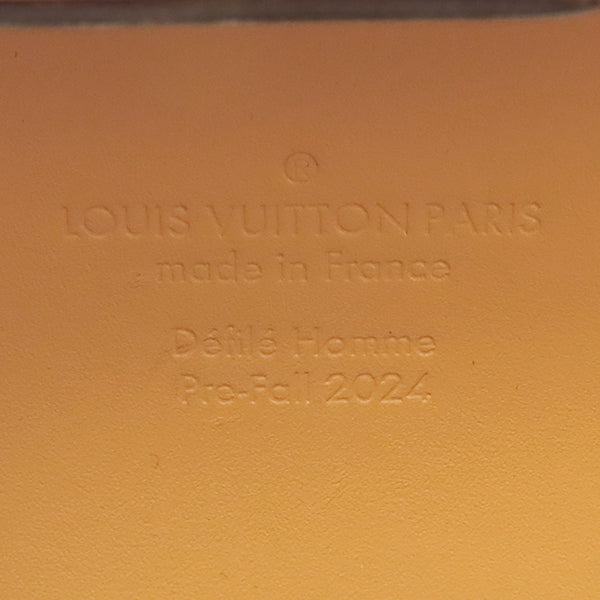 ®
LOUIS VUITTON PARIS
made in France
Défilé Homme
Pre-Fall 2024